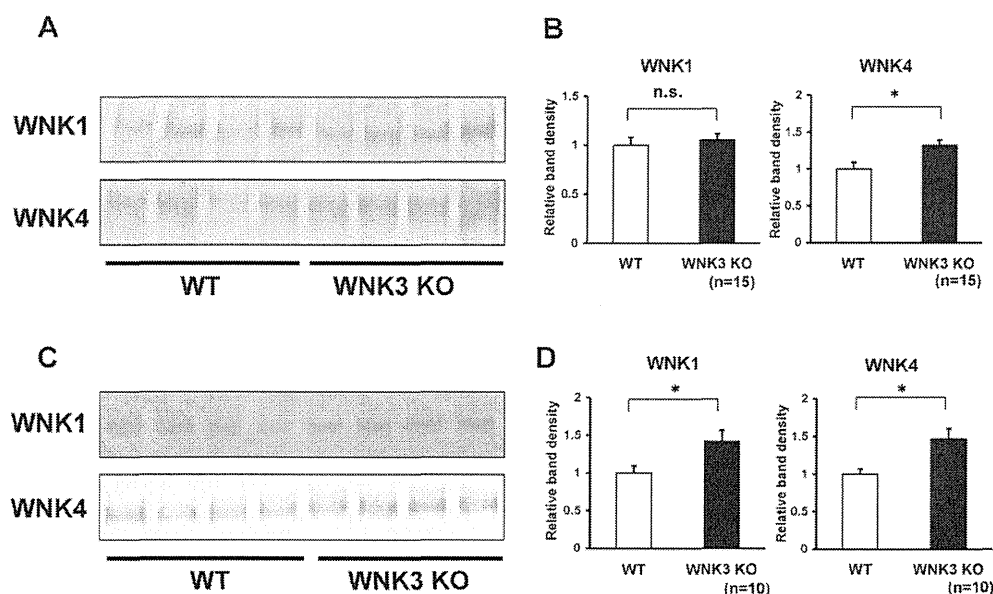 A
WNK1
WNK4
WT
WNK3 KO
B
WNK1
n.s.
Relative band density
1.5
1
0.5
0
WT
WNK3 KO
(n=15)
WNK4
*
Relative band density
2
1.5
1
0.5
0
WT
WNK3 KO
(n=15)
C
WNK1
WNK4
WT
WNK3 KO
D
WNK1
*
Relative band density
2
1.5
1
0.5
0
WT
WNK3 KO
(n=10)
WNK4
*
Relative band density
2
1.5
1
0.5
0
WT
WNK3 KO
(n=10)